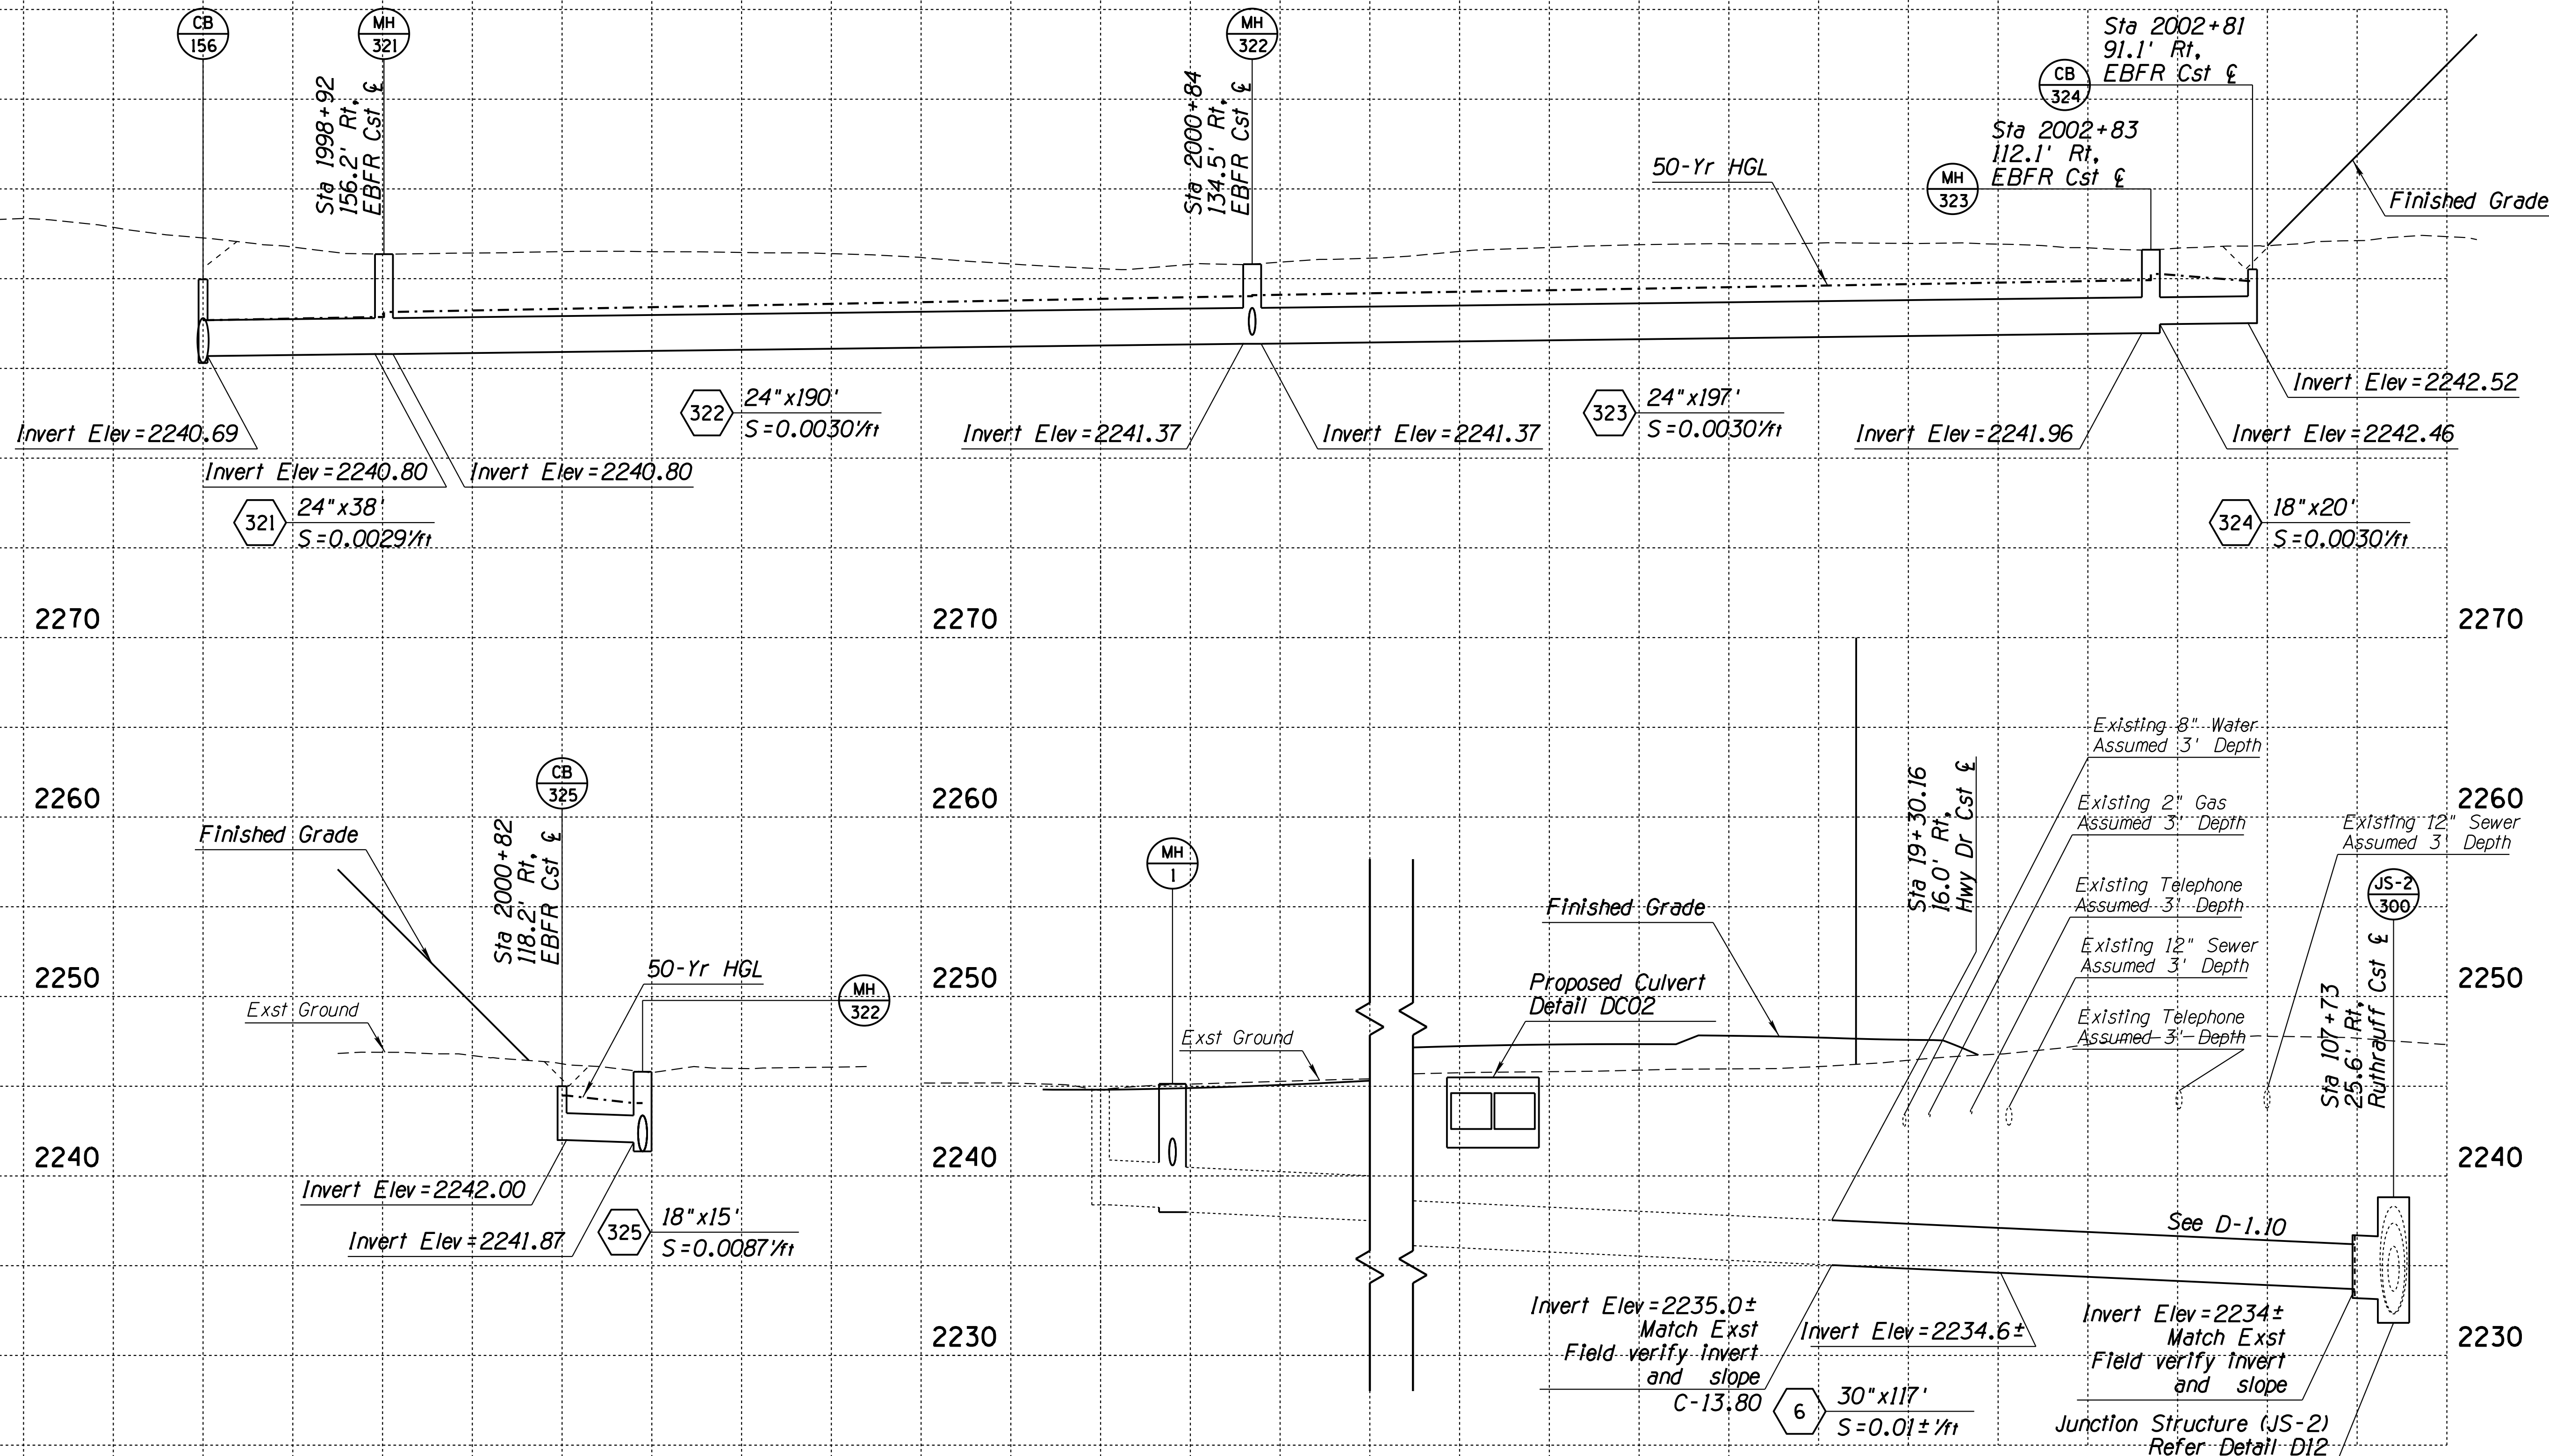 CB
156
MH
321
Sta 1998+92
156.2' Rt,
EBFR Cst ℄
MH
322
Sta 2000+84
134.5' Rt,
EBFR Cst ℄
Sta 2002+81
91.1' Rt,
EBFR Cst ℄
CB
324
Sta 2002+83
112.1' Rt,
EBFR Cst ℄
MH
323
50-Yr HGL
Finished Grade
Invert Elev=2240.69
Invert Elev=2240.80
Invert Elev=2240.80
321
24"x38'
S=0.0029'/ft
322
24"x190'
S=0.0030'/ft
Invert Elev=2241.37
Invert Elev=2241.37
323
24"x197'
S=0.0030'/ft
Invert Elev=2241.96
Invert Elev=2242.46
Invert Elev=2242.52
324
18"x20'
S=0.0030'/ft
2270
2270
2270
2260
2260
2260
2250
2250
2250
2240
2240
2240
2230
2230
Finished Grade
CB
325
Sta 2000+82
118.2' Rt,
EBFR Cst ℄
50-Yr HGL
MH
322
Exst Ground
Invert Elev=2242.00
Invert Elev=2241.87
325
18"x15'
S=0.0087'/ft
MH
1
Exst Ground
Finished Grade
Proposed Culvert
Detail DC02
Sta 19+30.16
16.0' Rt,
Hwy Dr Cst ℄
Existing 8" Water
Assumed 3' Depth
Existing 2" Gas
Assumed 3' Depth
Existing Telephone
Assumed 3' Depth
Existing 12" Sewer
Assumed 3' Depth
Existing Telephone
Assumed 3' Depth
Existing 12" Sewer
Assumed 3' Depth
JS-2
300
Sta 107+73
25.6' Rt,
Ruthrauff Cst ℄
See D-1.10
Invert Elev=2235.0±
Match Exst
Field verify invert
and slope
C-13.80
Invert Elev=2234.6±
6
30"x117'
S=0.01±'/ft
Invert Elev=2234±
Match Exst
Field verify invert
and slope
Junction Structure (JS-2)
Refer Detail D12